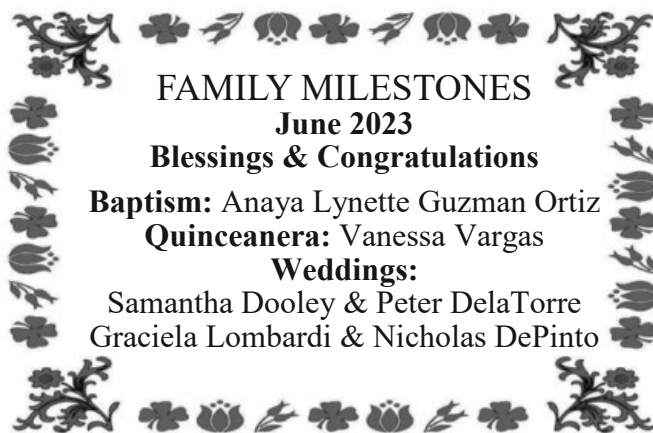 FAMILY MILESTONES
June 2023
Blessings & Congratulations
Baptism: Anaya Lynette Guzman Ortiz
Quinceanera: Vanessa Vargas
Weddings:
Samantha Dooley & Peter DelaTorre
Graciela Lombardi & Nicholas DePinto